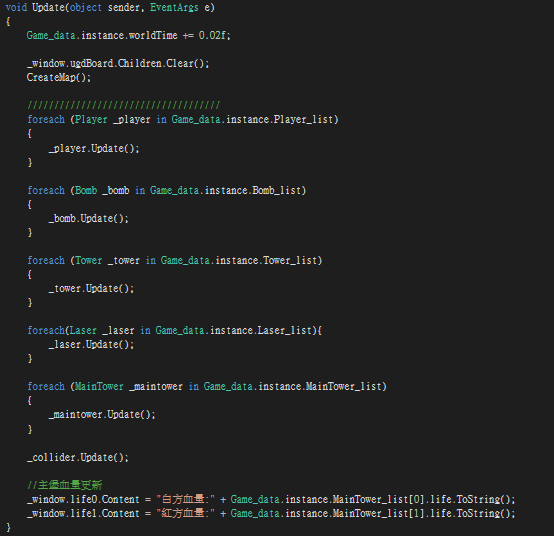 void Update(object sender, EventArgs e)
{
    Game_data.instance.worldTime += 0.02f;

    _window.ugdBoard.Children.Clear();
    CreateMap();

    ////////////////////////////////////
    foreach (Player _player in Game_data.instance.Player_list)
    {
        _player.Update();
    }

    foreach (Bomb _bomb in Game_data.instance.Bomb_list)
    {
        _bomb.Update();
    }

    foreach (Tower _tower in Game_data.instance.Tower_list)
    {
        _tower.Update();
    }

    foreach(Laser _laser in Game_data.instance.Laser_list){
        _laser.Update();
    }

    foreach (MainTower _maintower in Game_data.instance.MainTower_list)
    {
        _maintower.Update();
    }

    _collider.Update();

    //主堡血量更新
    _window.life0.Content = "白方血量:" + Game_data.instance.MainTower_list[0].life.ToString();
    _window.life1.Content = "紅方血量:" + Game_data.instance.MainTower_list[1].life.ToString();
}